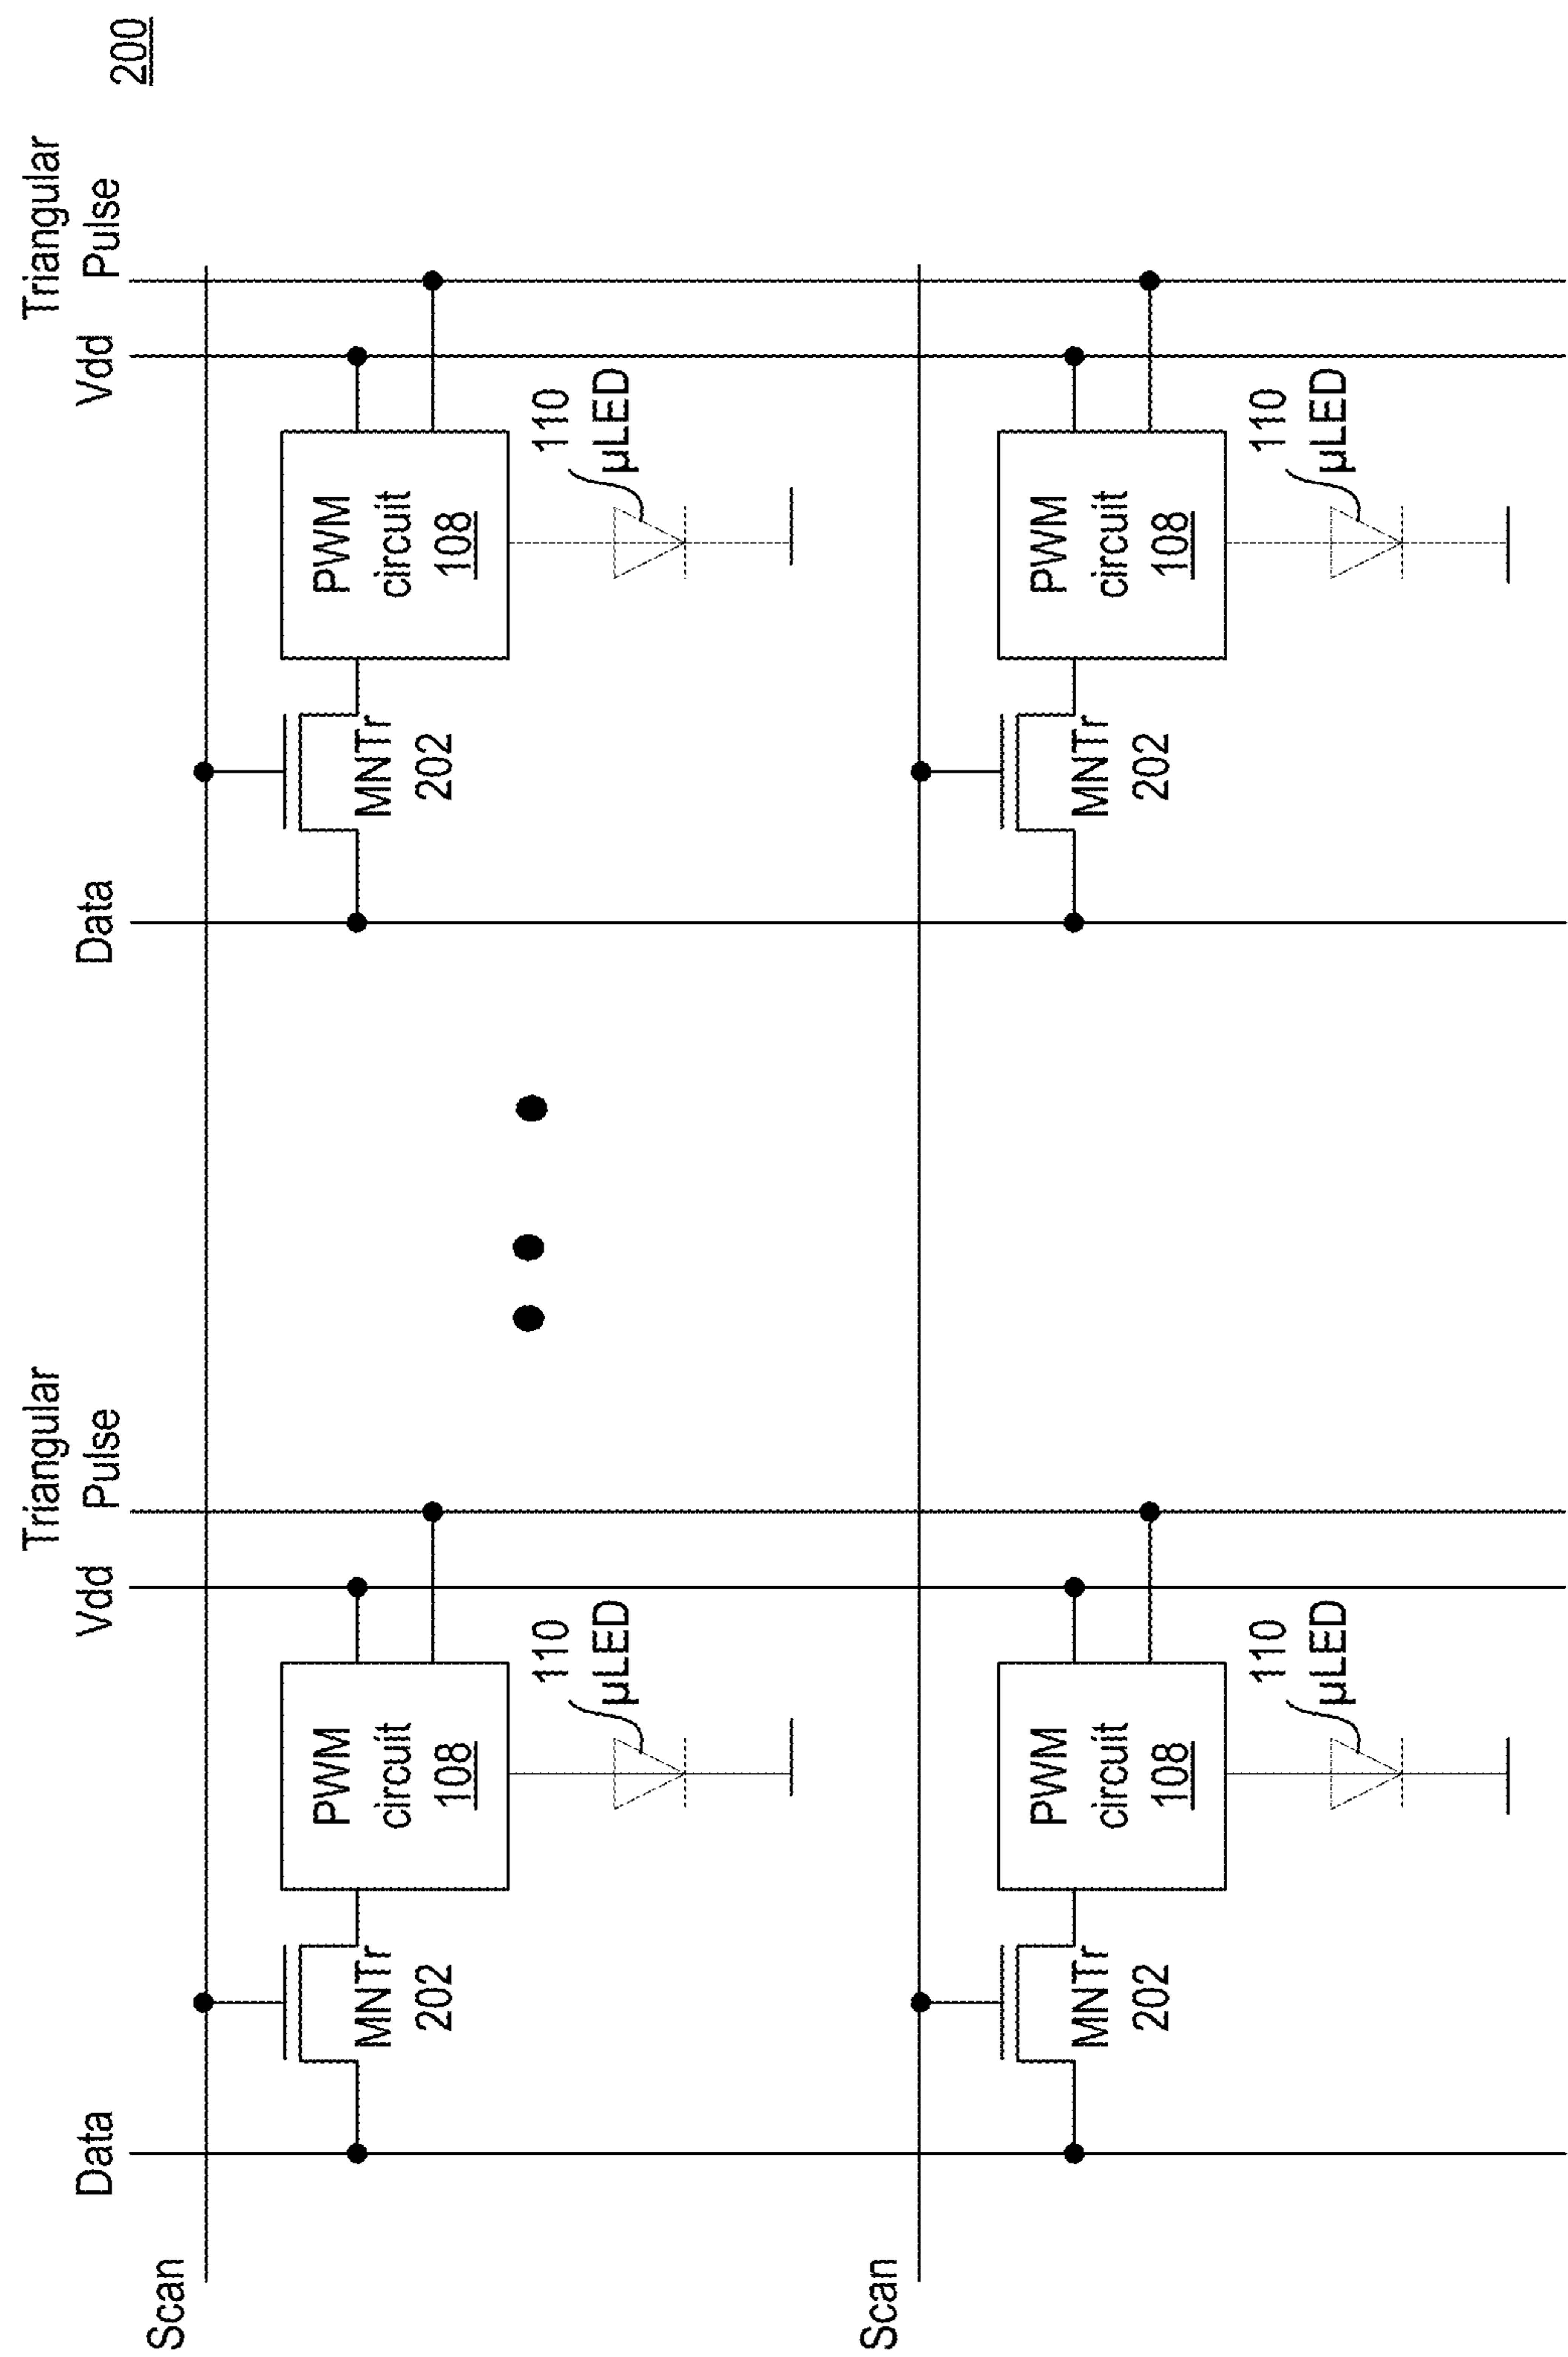 200
Triangular
Data
Vdd
Pulse
Triangular
Data
Vdd
Pulse
Scan
PWM
circuit
108
MNTr
202
110
µLED
PWM
circuit
108
MNTr
202
110
µLED
Scan
PWM
circuit
108
MNTr
202
110
µLED
PWM
circuit
108
MNTr
202
110
µLED